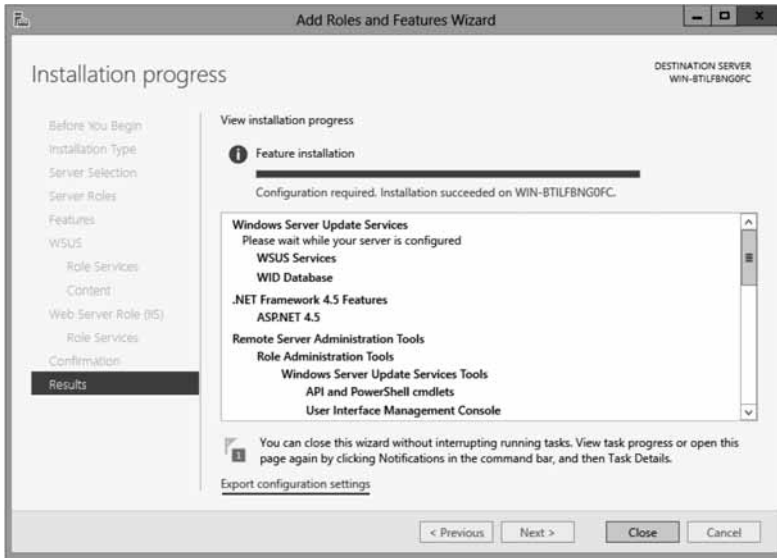 Add Roles and Features Wizard
Installation progress
DESTINATION SERVER
WIN-BTILFBNG0FC
Before You Begin
Installation Type
Server Selection
Server Roles
Features
WSUS
Role Services
Content
Web Server Role (IIS)
Role Services
Confirmation
Results
View installation progress
Feature installation
Configuration required. Installation succeeded on WIN-BTILFBNG0FC.
Windows Server Update Services
Please wait while your server is configured
WSUS Services
WID Database
.NET Framework 4.5 Features
ASP.NET 4.5
Remote Server Administration Tools
Role Administration Tools
Windows Server Update Services Tools
API and PowerShell cmdlets
User Interface Management Console
1
You can close this wizard without interrupting running tasks. View task progress or open this
page again by clicking Notifications in the command bar, and then Task Details.
Export configuration settings
< Previous Next > Close Cancel